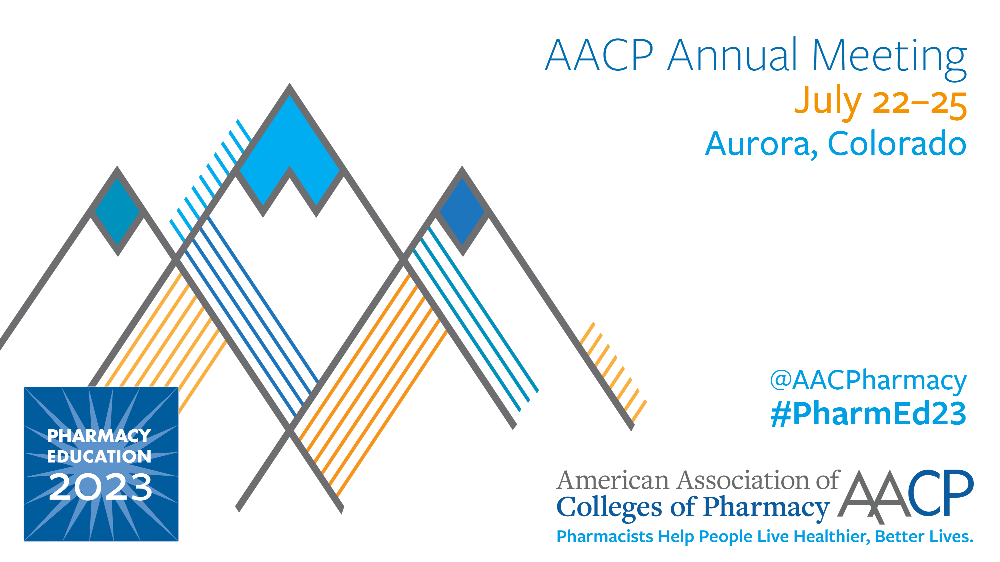 AACP Annual Meeting
July 22–25
Aurora, Colorado
@AACPharmacy
#PharmEd23
PHARMACY
EDUCATION
2023
American Association of
Colleges of Pharmacy
AACP
Pharmacists Help People Live Healthier, Better Lives.